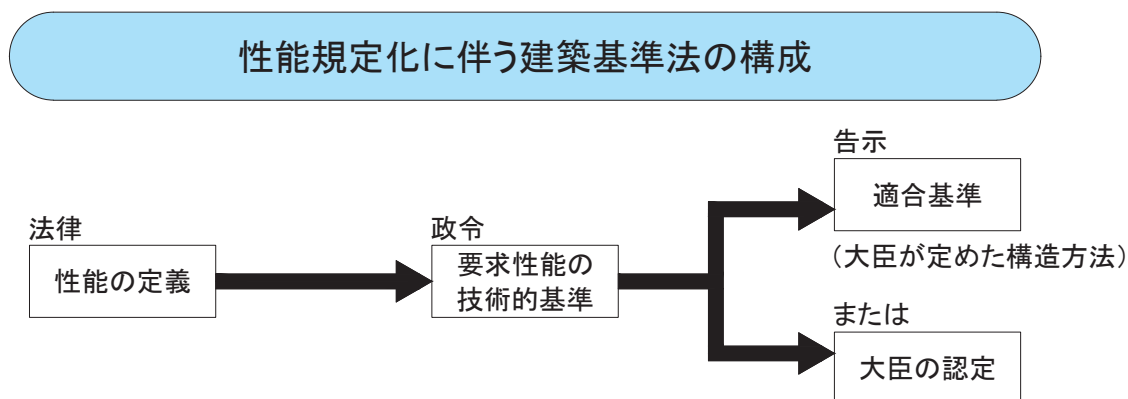 性能規定化に伴う建築基準法の構成
法律
性能の定義
政令
要求性能の
技術的基準
告示
適合基準
（大臣が定めた構造方法）
または
大臣の認定